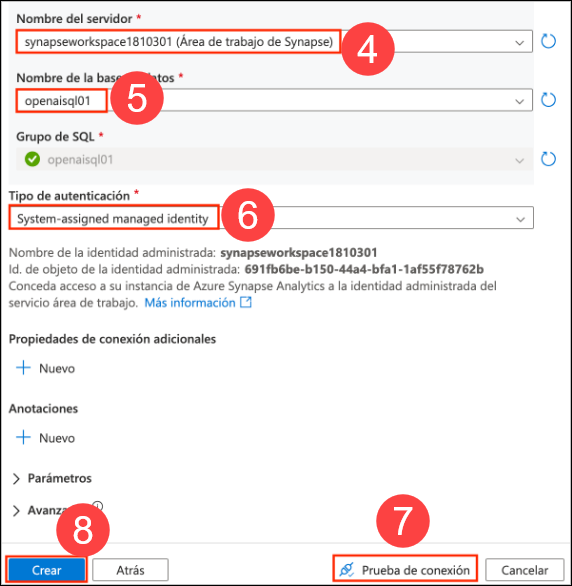 Nombre del servidor *
synapseworkspace1810301 (Área de trabajo de Synapse)
4
Nombre de la base datos *
5
openaisql01
Grupo de SQL *
openaisql01
Tipo de autenticación *
6
System-assigned managed identity
Nombre de la identidad administrada: synapseworkspace1810301
Id. de objeto de la identidad administrada: 691fb6be-b150-44a4-bfa1-1af55f78762b
Conceda acceso a su instancia de Azure Synapse Analytics a la identidad administrada del
servicio área de trabajo. Más información
Propiedades de conexión adicionales
+ Nuevo
Anotaciones
+ Nuevo
> Parámetros
> Avanza
8
7
Crear
Atrás
Prueba de conexión
Cancelar